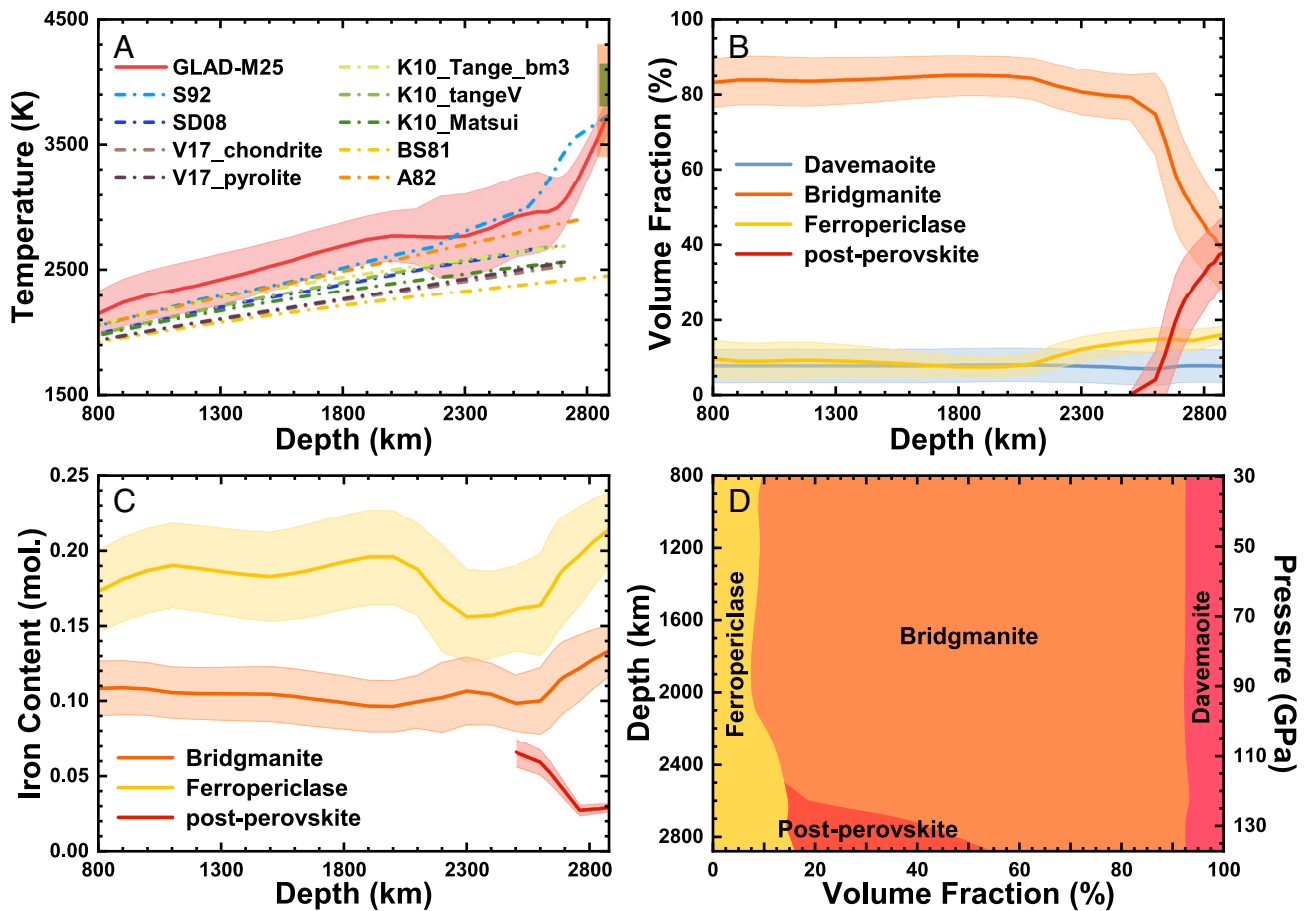 A
GLAD-M25
S92
SD08
V17_chondrite
V17_pyrolite
K10_Tange_bm3
K10_tangeV
K10_Matsui
BS81
A82
4500
3500
2500
1500
Temperature (K)
800 1300 1800 2300 2800
Depth (km)
B
Davemaoite
Bridgmanite
Ferropericlase
post-perovskite
100
80
60
40
20
0
Volume Fraction (%)
800 1300 1800 2300 2800
Depth (km)
C
Bridgmanite
Ferropericlase
post-perovskite
0.25
0.20
0.15
0.10
0.05
0.00
Iron Content (mol.)
800 1300 1800 2300 2800
Depth (km)
D
Ferropericlase
Bridgmanite
Davemaoite
Post-perovskite
800
1200
1600
2000
2400
2800
Depth (km)
30
50
70
90
110
130
Pressure (GPa)
0 20 40 60 80 100
Volume Fraction (%)